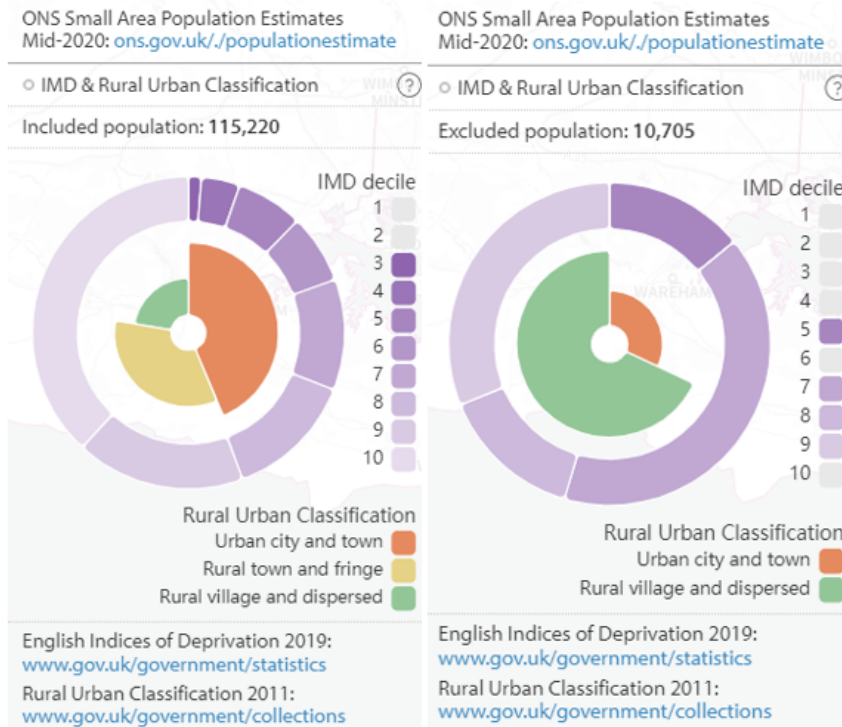 ONS Small Area Population Estimates
Mid-2020: ons.gov.uk/./populationestimate
IMD & Rural Urban Classification
?
Included population: 115,220
IMD decile
1
2
3
4
5
6
7
8
9
10
Rural Urban Classification
Urban city and town
Rural town and fringe
Rural village and dispersed
English Indices of Deprivation 2019:
www.gov.uk/government/statistics
Rural Urban Classification 2011:
www.gov.uk/government/collections
ONS Small Area Population Estimates
Mid-2020: ons.gov.uk/./populationestimate
IMD & Rural Urban Classification
?
Excluded population: 10,705
IMD decile
1
2
3
4
5
6
7
8
9
10
WAREHAM
Rural Urban Classification
Urban city and town
Rural village and dispersed
English Indices of Deprivation 2019:
www.gov.uk/government/statistics
Rural Urban Classification 2011:
www.gov.uk/government/collections